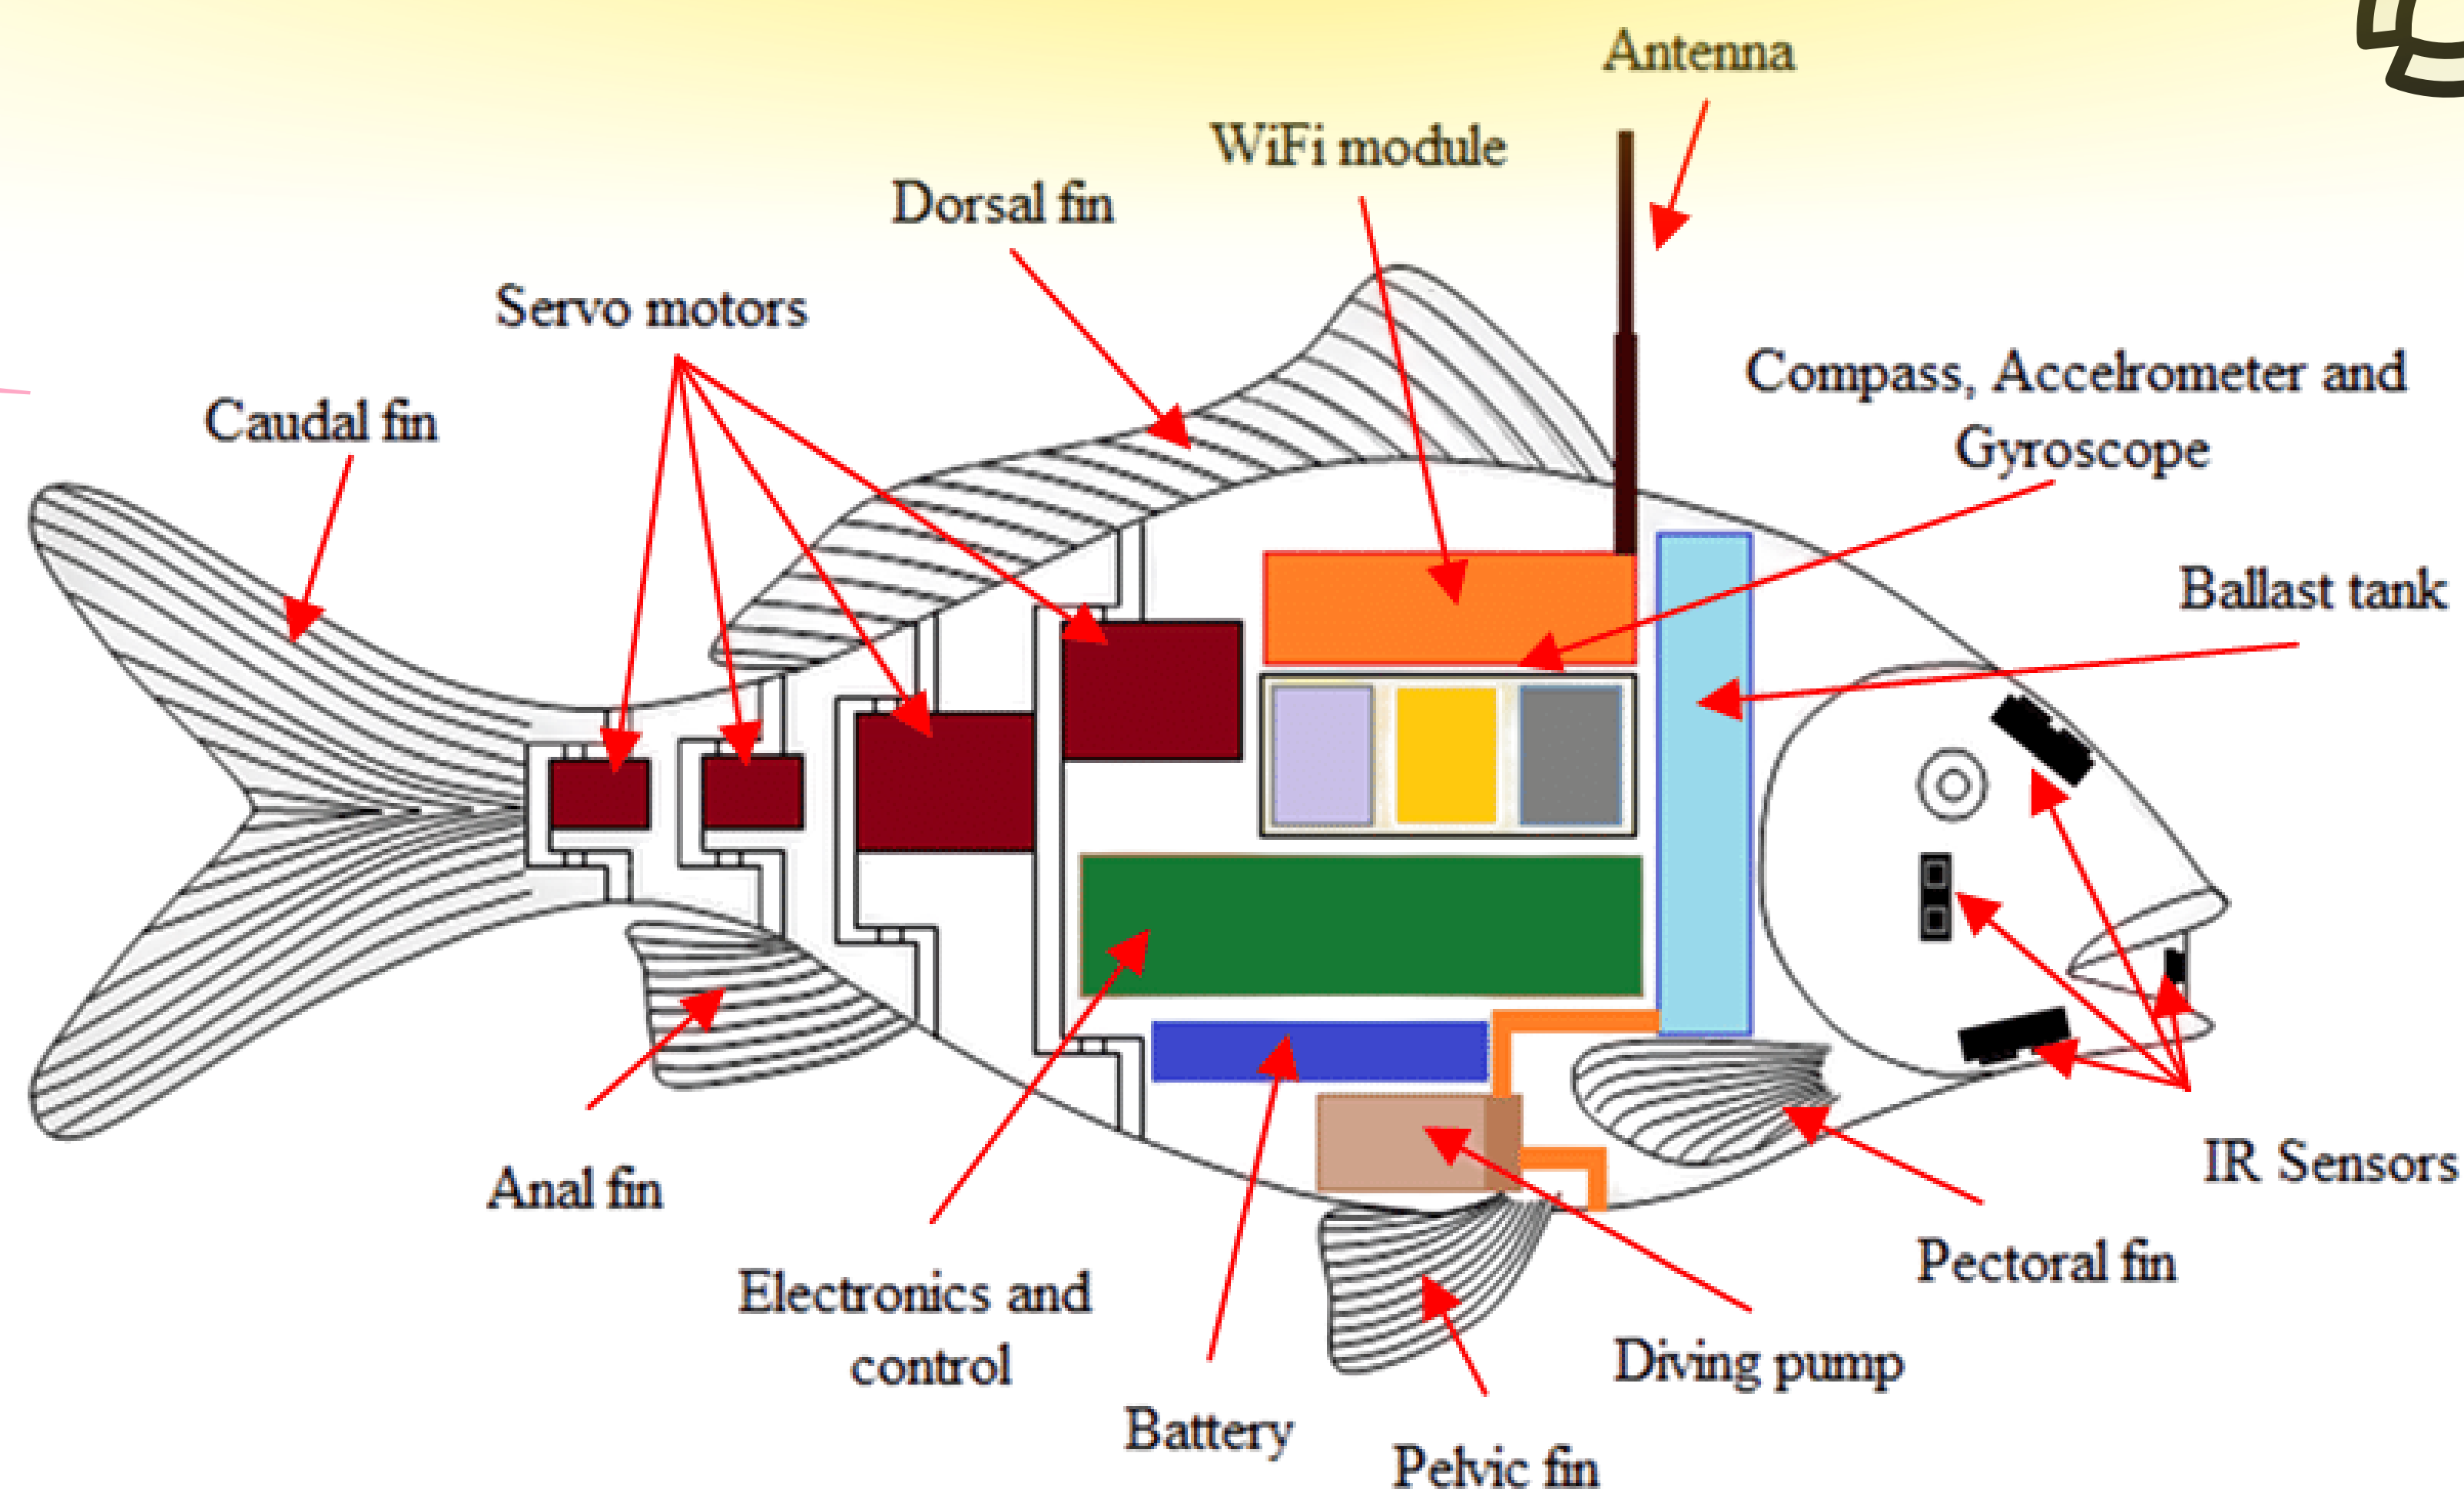 Antenna
WiFi module
Dorsal fin
Servo motors
Compass, Accelrometer and
Gyroscope
Caudal fin
Ballast tank
IR Sensors
Anal fin
Pectoral fin
Electronics and
control
Diving pump
Battery
Pelvic fin